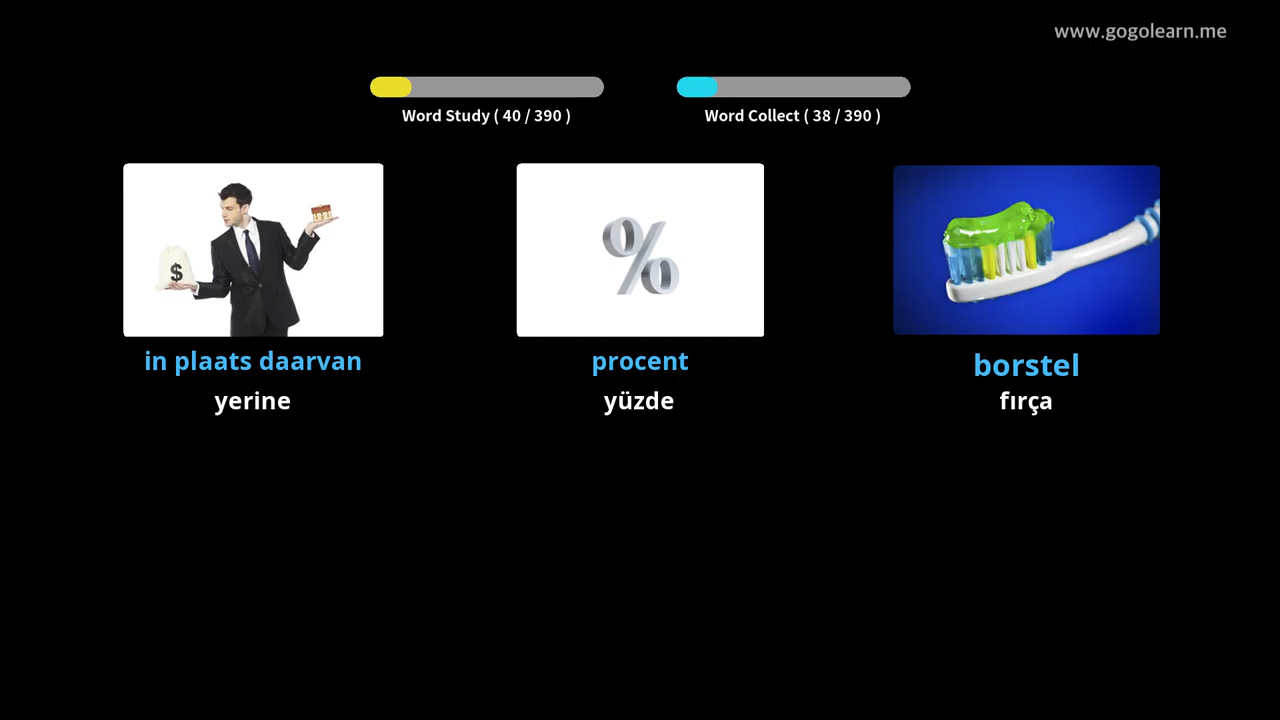 www.gogolearn.me
Word Study ( 40 / 390 )
Word Collect ( 38 / 390 )
$
%
in plaats daarvan
procent
borstel
yerine
yüzde
fırça